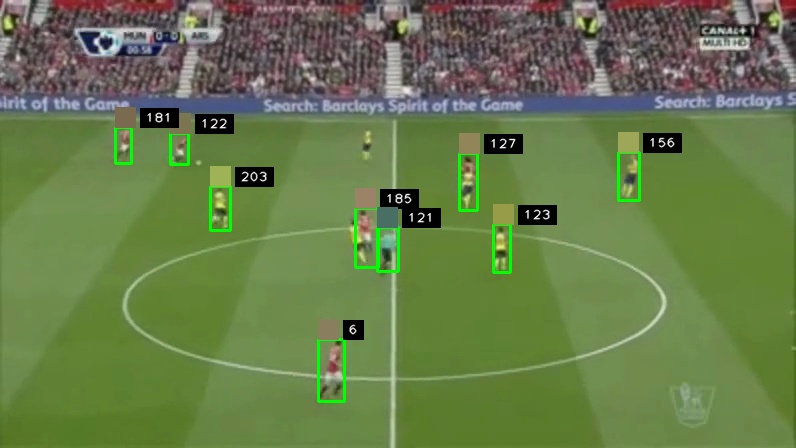 MUN 0-0 ARS
00:58
CANAL+ 1
MULTI HD
irit of the Game
Search: Barclays Spirit of the Game
Search: Barclays S
181
122
127
156
203
185
121
123
6